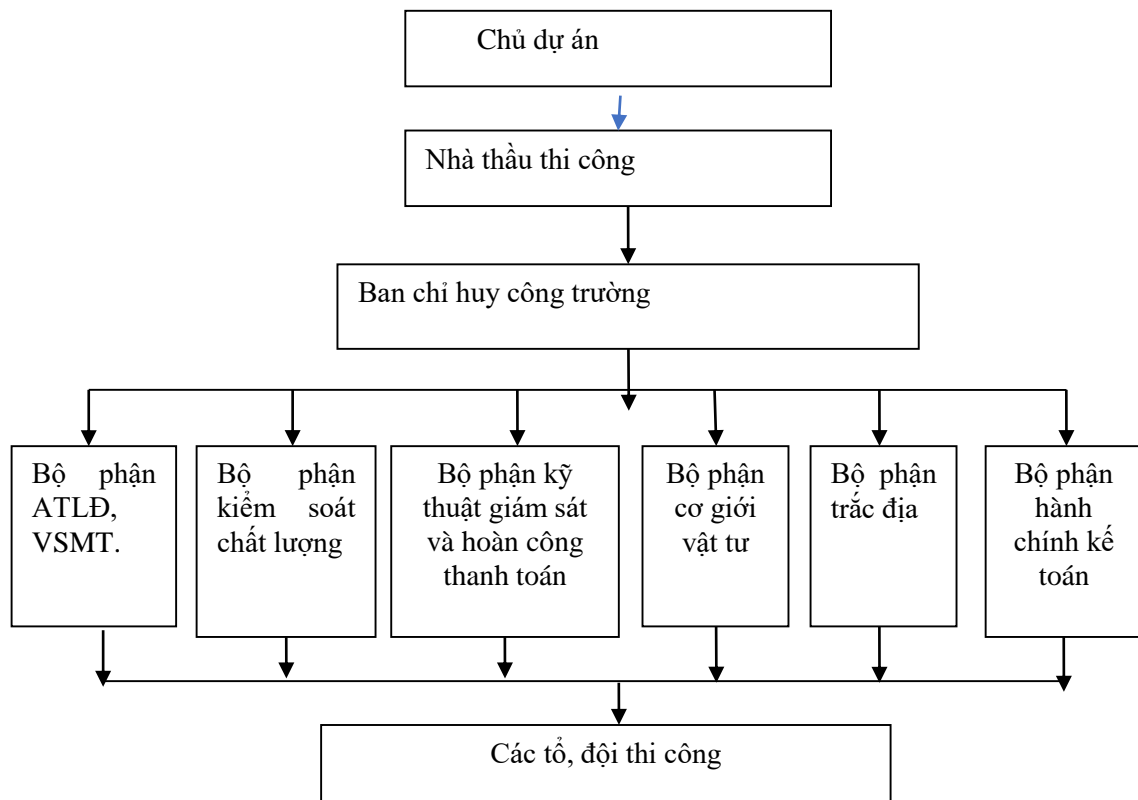 Chủ dự án
Nhà thầu thi công
Ban chỉ huy công trường
Bộ phận
ATLĐ,
VSMT.
Bộ phận
kiểm soát
chất lượng
Bộ phận kỹ
thuật giám sát
và hoàn công
thanh toán
Bộ phận
cơ giới
vật tư
Bộ phận
trắc địa
Bộ phận
hành
chính kế
toán
Các tổ, đội thi công